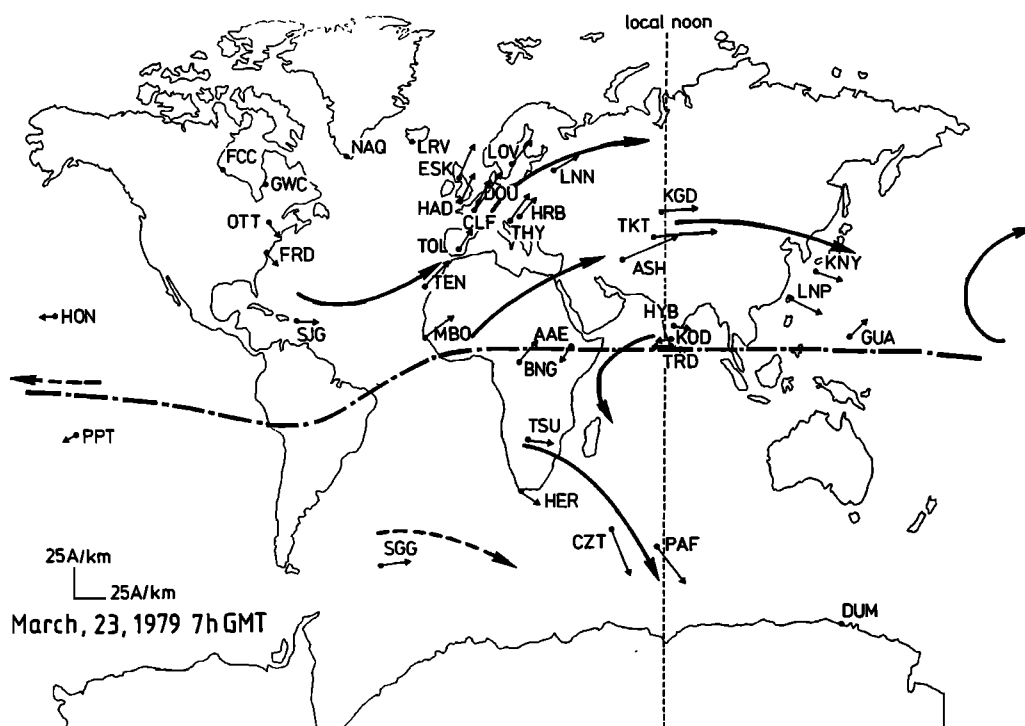 local noon
NAQ
LRV
ESK
LOV
FCC
GWC
LNN
DOU
HAD
CLF
HRB
THY
KGD
OTT
TKT
FRD
TOL
ASH
KNY
TEN
LNP
HON
SJG
MBO
AAE
HYB
KOD
GUA
BNG
TRD
PPT
TSU
HER
CZT
PAF
SGG
25A/km
25A/km
March, 23, 1979 7h GMT
DUM